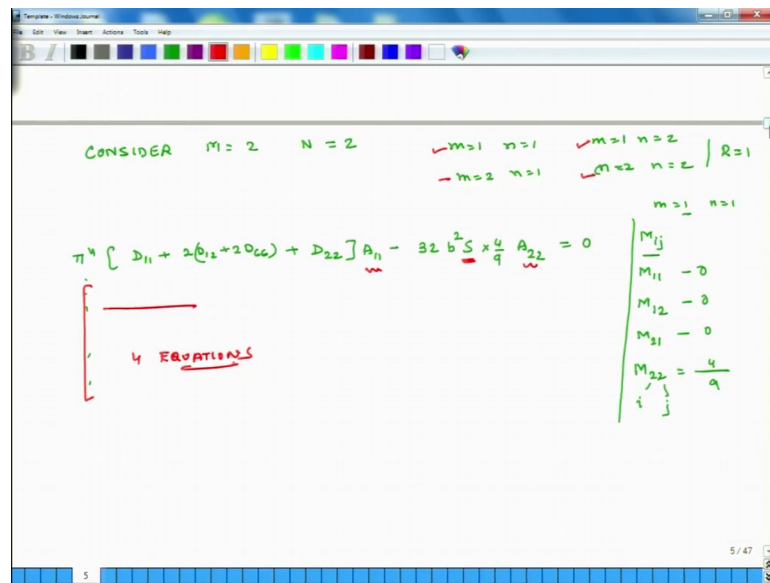 Template - Windows Journal
File Edit View Insert Actions Tools Help
B I
CONSIDER M = 2 N = 2
m=1 n=1 m=1 n=2
m=2 n=1 m=2 n=2 | R=1
m=1 n=1
π⁴ [ D₁₁ + 2(D₁₂+2D₆₆) + D₂₂] A₁₁ - 32 b² S × 4/9 A₂₂ = 0
4 EQUATIONS
Mij
M₁₁ - 0
M₁₂ - 0
M₂₁ - 0
M₂₂ = 4/9
i j j
5 / 47
5